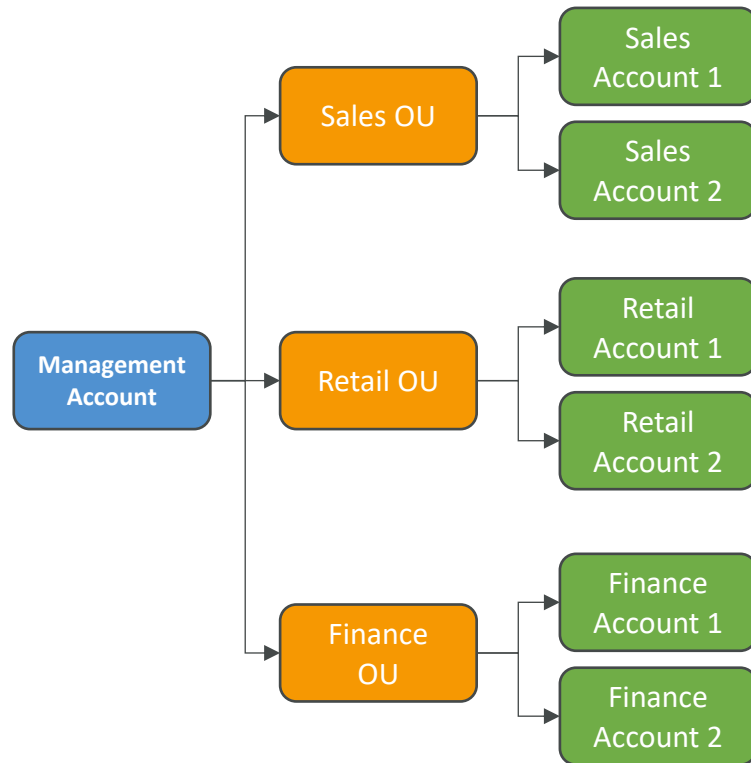 Sales
Account 1
Sales OU
Sales
Account 2
Retail
Account 1
Management
Account
Retail OU
Retail
Account 2
Finance
Account 1
Finance
OU
Finance
Account 2